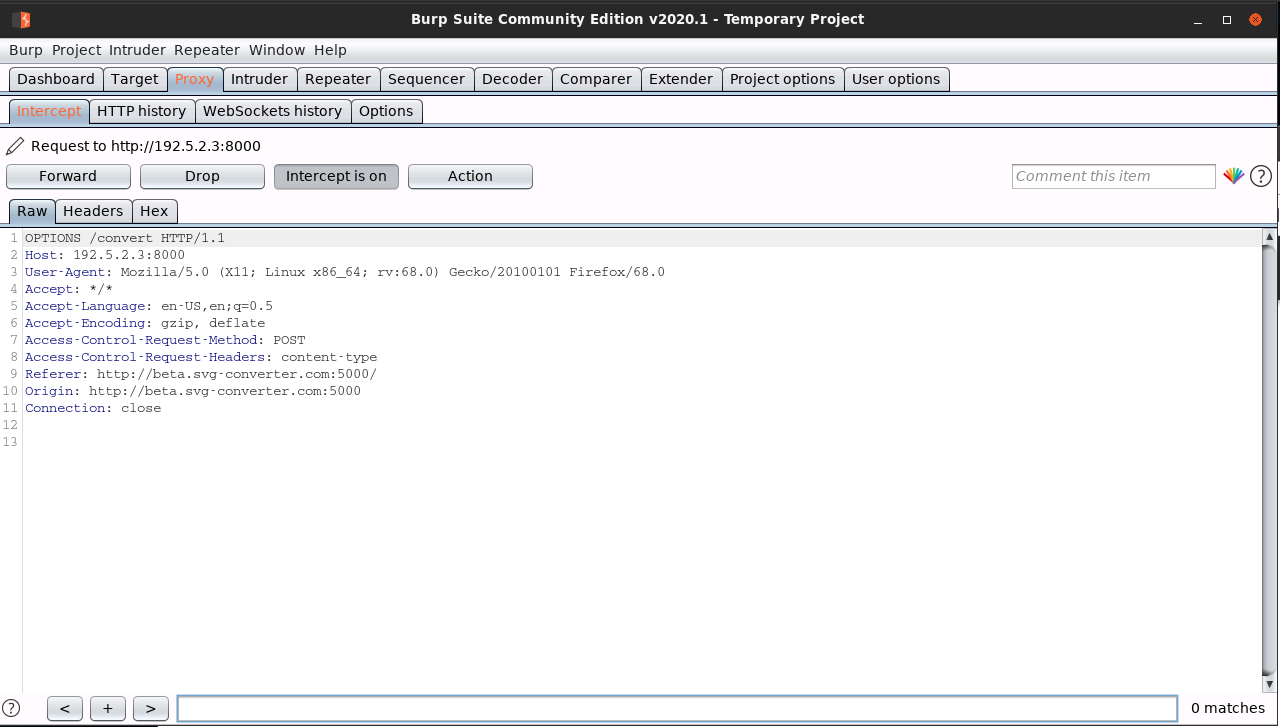 Burp Suite Community Edition v2020.1 - Temporary Project
Burp Project Intruder Repeater Window Help
Dashboard Target Proxy Intruder Repeater Sequencer Decoder Comparer Extender Project options User options
Intercept HTTP history WebSockets history Options
Request to http://192.5.2.3:8000
Forward Drop Intercept is on Action Comment this item ?
Raw Headers Hex
1 OPTIONS /convert HTTP/1.1
2 Host: 192.5.2.3:8000
3 User-Agent: Mozilla/5.0 (X11; Linux x86_64; rv:68.0) Gecko/20100101 Firefox/68.0
4 Accept: */*
5 Accept-Language: en-US,en;q=0.5
6 Accept-Encoding: gzip, deflate
7 Access-Control-Request-Method: POST
8 Access-Control-Request-Headers: content-type
9 Referer: http://beta.svg-converter.com:5000/
10 Origin: http://beta.svg-converter.com:5000
11 Connection: close
12
13
? < + > 0 matches